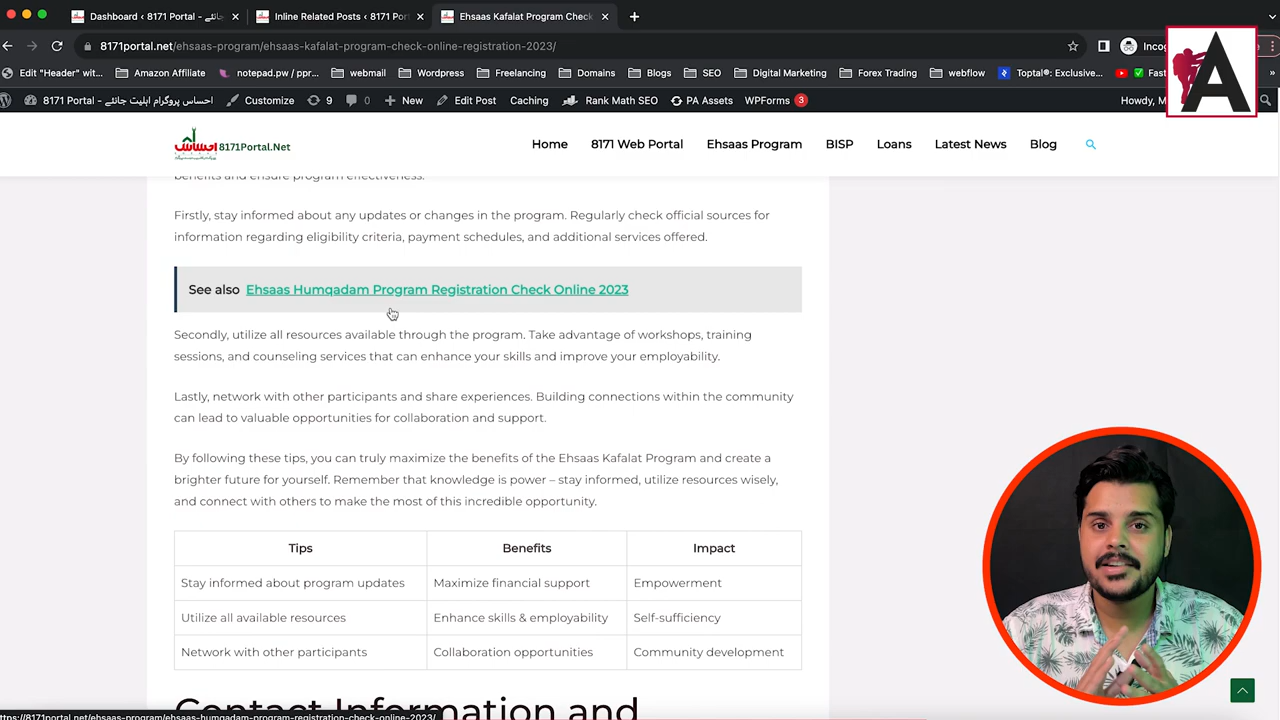 Dashboard ‹ 8171 Portal -
Inline Related Posts ‹ 8171 Port
Ehsaas Kafalat Program Check
8171portal.net/ehsaas-program/ehsaas-kafalat-program-check-online-registration-2023/
Edit "Header" wit...
Amazon Affiliate
notepad.pw / ppr...
webmail
Wordpress
Freelancing
Domains
Blogs
SEO
Digital Marketing
Forex Trading
webflow
Toptal®: Exclusive...
8171 Portal - احساس پروگرام اہلیت جانئے
Customize
9
0
New
Edit Post
Caching
Rank Math SEO
PA Assets
WPForms 3
Howdy, M
A
احساس 8171Portal.Net
Home
8171 Web Portal
Ehsaas Program
BISP
Loans
Latest News
Blog
benefits and ensure program effectiveness.
Firstly, stay informed about any updates or changes in the program. Regularly check official sources for
information regarding eligibility criteria, payment schedules, and additional services offered.
See also Ehsaas Humqadam Program Registration Check Online 2023
Secondly, utilize all resources available through the program. Take advantage of workshops, training
sessions, and counseling services that can enhance your skills and improve your employability.
Lastly, network with other participants and share experiences. Building connections within the community
can lead to valuable opportunities for collaboration and support.
By following these tips, you can truly maximize the benefits of the Ehsaas Kafalat Program and create a
brighter future for yourself. Remember that knowledge is power – stay informed, utilize resources wisely,
and connect with others to make the most of this incredible opportunity.
Tips Benefits Impact
Stay informed about program updates Maximize financial support Empowerment
Utilize all available resources Enhance skills & employability Self-sufficiency
Network with other participants Collaboration opportunities Community development
Contact Information and
https://8171portal.net/ehsaas-program/ehsaas-humqadam-program-registration-check-online-2023/